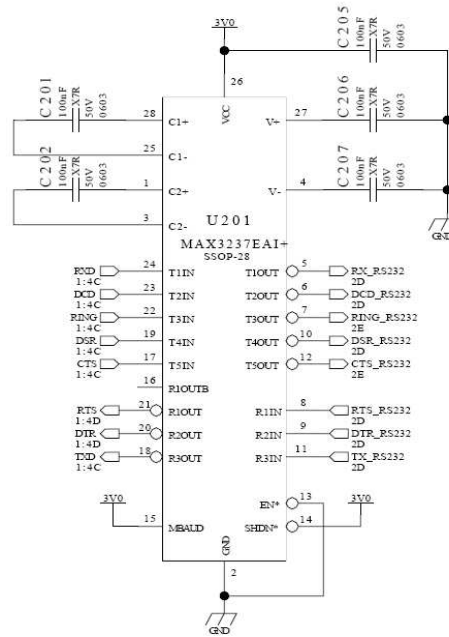 3V0
C205
100nF X7R
50V
0603
26
VCC
C201
100nF X7R
50V
0603
28 C1+
V+ 27
C206
100nF X7R
50V
0603
25 C1-
C202
100nF X7R
50V
0603
1 C2+
V- 4
C207
100nF X7R
50V
0603
3 C2-
GND
U201
MAX3237EAI+
SSOP-28
RXD 24 T1IN T1OUT 5 RX_RS232
1:4C 2D
DCD 23 T2IN T2OUT 6 DCD_RS232
1:4C 2D
RING 22 T3IN T3OUT 7 RING_RS232
1:4C 2E
DSR 19 T4IN T4OUT 10 DSR_RS232
1:4C 2D
CTS 17 T5IN T5OUT 12 CTS_RS232
1:4C 2E
16 R1OUTB
RTS 21 R1OUT R1IN 8 RTS_RS232
1:4D 2D
DTR 20 R2OUT R2IN 9 DTR_RS232
1:4D 2D
TXD 18 R3OUT R3IN 11 TX_RS232
1:4C 2D
EN* 13
3V0 3V0
15 MBAUD SHDN* 14
GND
2
GND